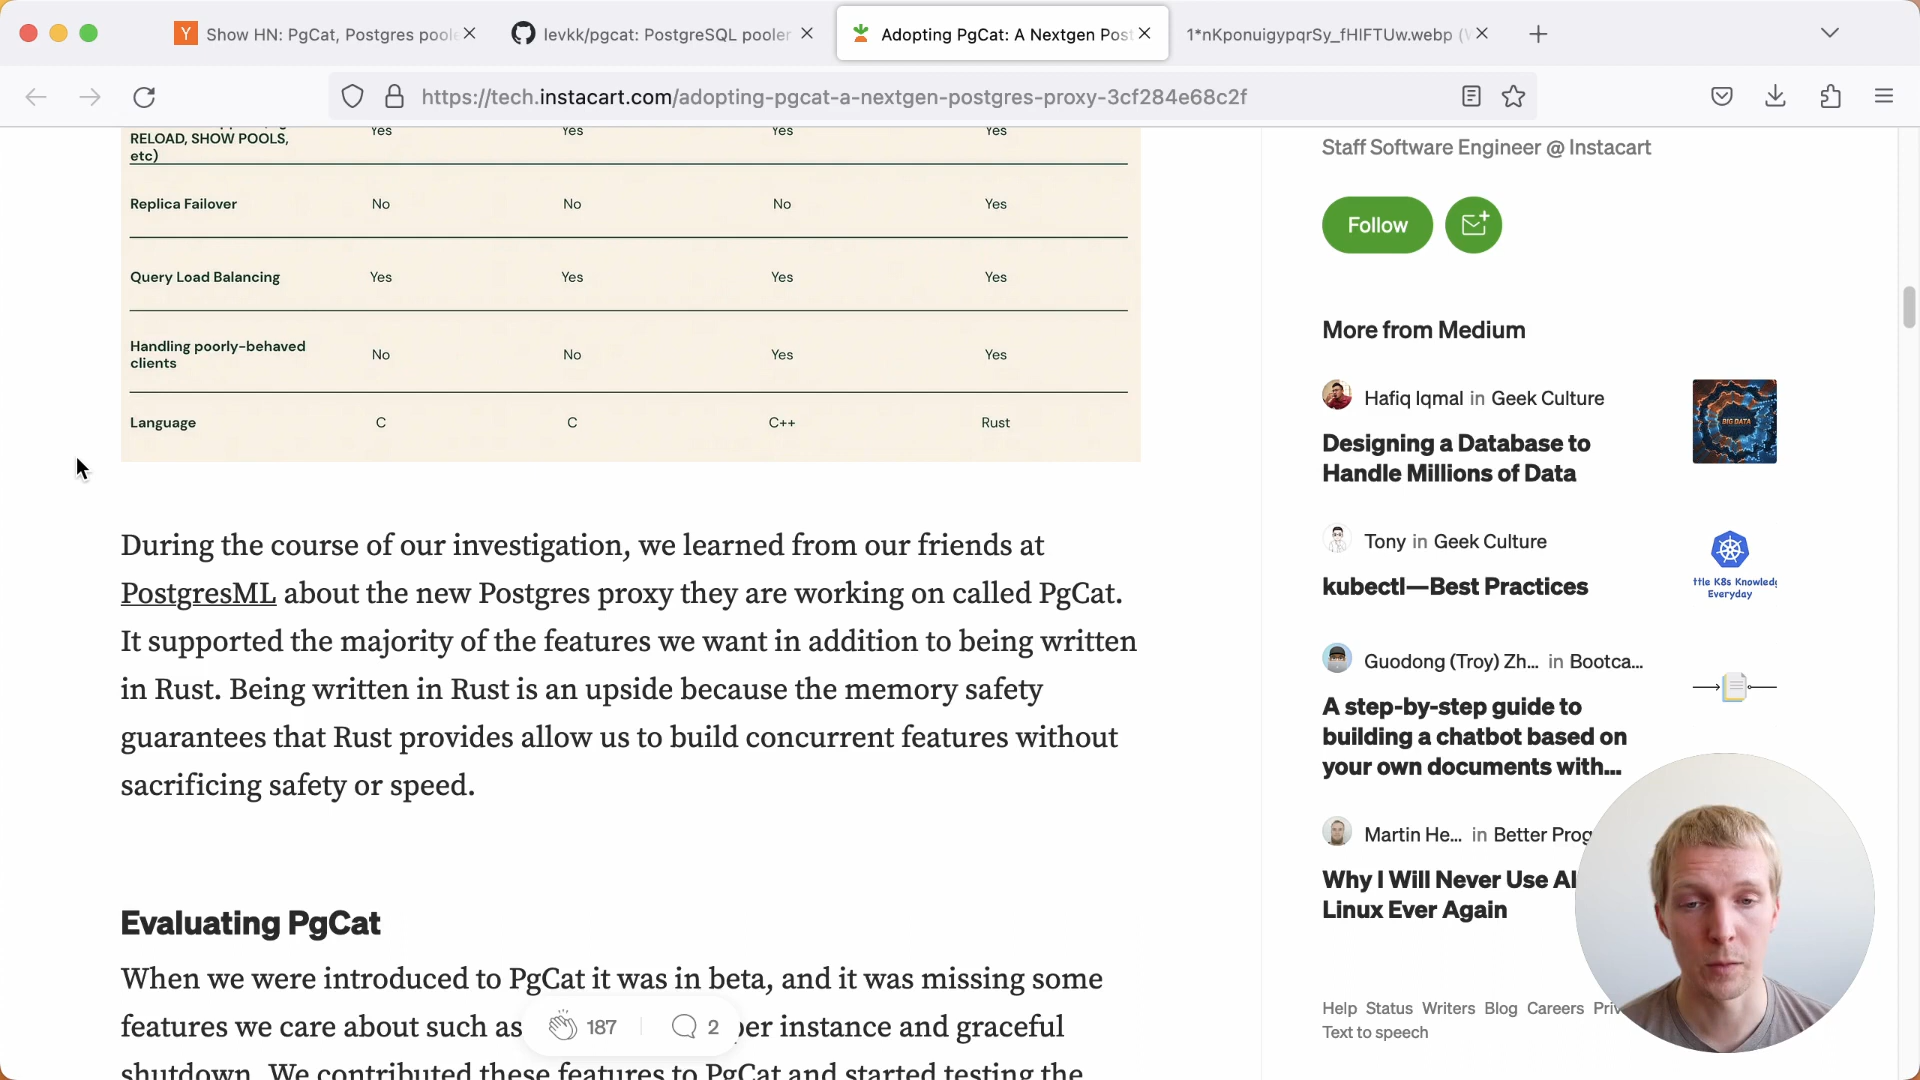 Show HN: PgCat, Postgres poole
levkk/pgcat: PostgreSQL pooler
Adopting PgCat: A Nextgen Post
1*nKponuigypqrSy_fHIFTUw.webp (
https://tech.instacart.com/adopting-pgcat-a-nextgen-postgres-proxy-3cf284e68c2f
RELOAD, SHOW POOLS,
etc)
Yes Yes Yes Yes
Replica Failover No No No Yes
Query Load Balancing Yes Yes Yes Yes
Handling poorly-behaved
clients
No No Yes Yes
Language C C C++ Rust
During the course of our investigation, we learned from our friends at
PostgresML about the new Postgres proxy they are working on called PgCat.
It supported the majority of the features we want in addition to being written
in Rust. Being written in Rust is an upside because the memory safety
guarantees that Rust provides allow us to build concurrent features without
sacrificing safety or speed.
Evaluating PgCat
When we were introduced to PgCat it was in beta, and it was missing some
features we care about such as per instance and graceful
shutdown. We contributed these features to PgCat and started testing the
187
2
Staff Software Engineer @ Instacart
Follow
More from Medium
Hafiq Iqmal in Geek Culture
Designing a Database to
Handle Millions of Data
BIG DATA
Tony in Geek Culture
kubectl—Best Practices
ttle K8s Knowledg
Everyday
Guodong (Troy) Zh... in Bootca...
A step-by-step guide to
building a chatbot based on
your own documents with...
Martin He... in Better Prog
Why I Will Never Use Al
Linux Ever Again
Help Status Writers Blog Careers Priv
Text to speech